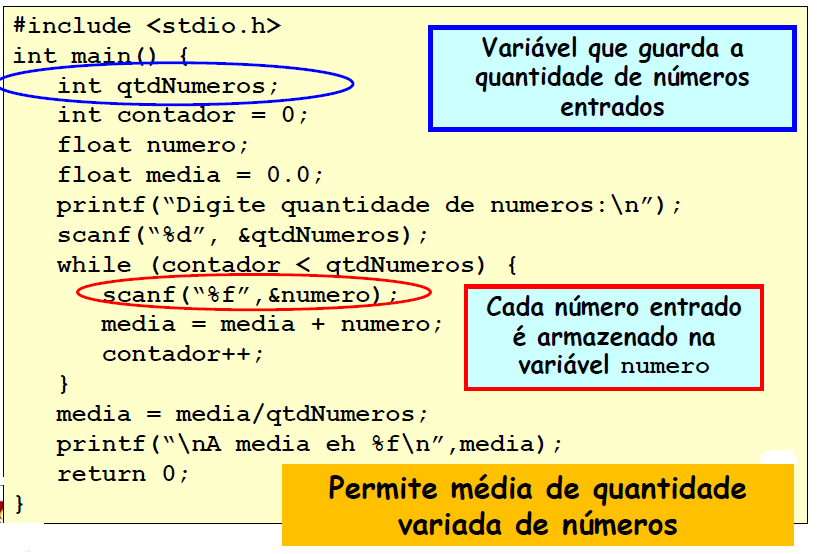 #include <stdio.h>
int main() {
int qtdNumeros;
int contador = 0;
float numero;
float media = 0.0;
printf(“Digite quantidade de numeros:\n”);
scanf(“%d”, &qtdNumeros);
while (contador < qtdNumeros) {
scanf(“%f”,&numero);
media = media + numero;
contador++;
}
media = media/qtdNumeros;
printf(“\nA media eh %f\n”,media);
return 0;
}
Variável que guarda a
quantidade de números
entrados
Cada número entrado
é armazenado na
variável numero
Permite média de quantidade
variada de números